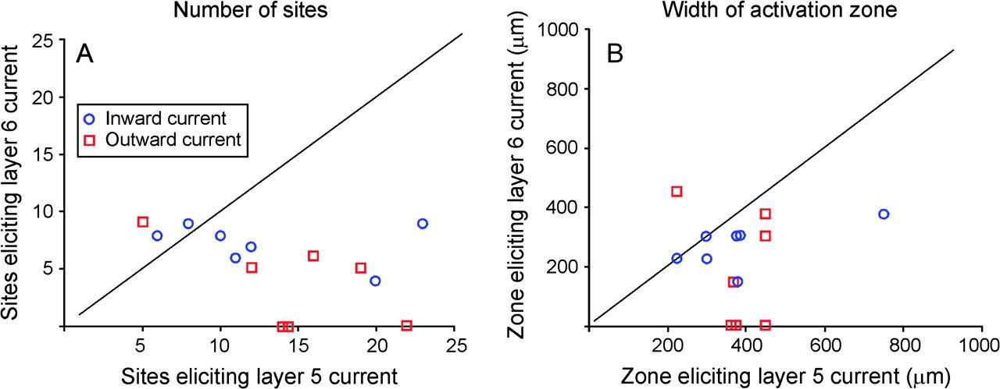 Number of sites
A
Sites eliciting layer 6 current
25
20
15
10
5
Inward current
Outward current
5
10
15
20
25
Sites eliciting layer 5 current
Width of activation zone
B
Zone eliciting layer 6 current (μm)
1000
800
600
400
200
200
400
600
800
1000
Zone eliciting layer 5 current (μm)